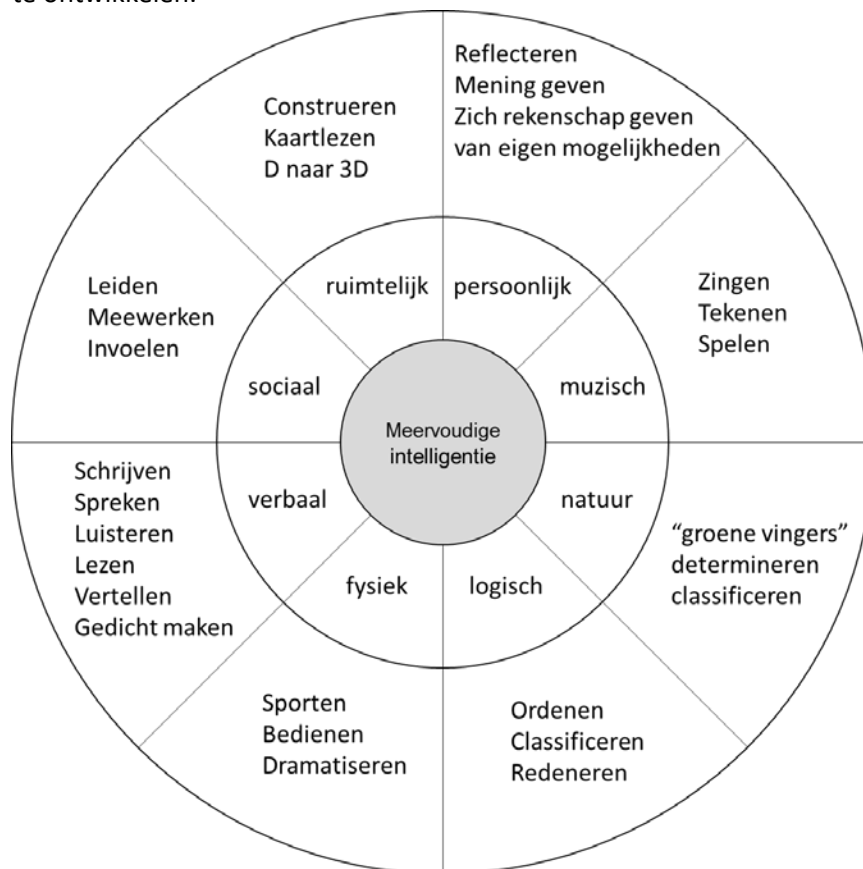 te ontwikkelen.
Reflecteren
Mening geven
Zich rekenschap geven
van eigen mogelijkheden
Construeren
Kaartlezen
D naar 3D
Leiden
Meewerken
Invoelen
ruimtelijk
persoonlijk
Zingen
Tekenen
Spelen
sociaal
muzisch
Meervoudige
intelligentie
Schrijven
Spreken
Luisteren
Lezen
Vertellen
Gedicht maken
verbaal
natuur
“groene vingers”
determineren
classificeren
fysiek
logisch
Sporten
Bedienen
Dramatiseren
Ordenen
Classificeren
Redeneren